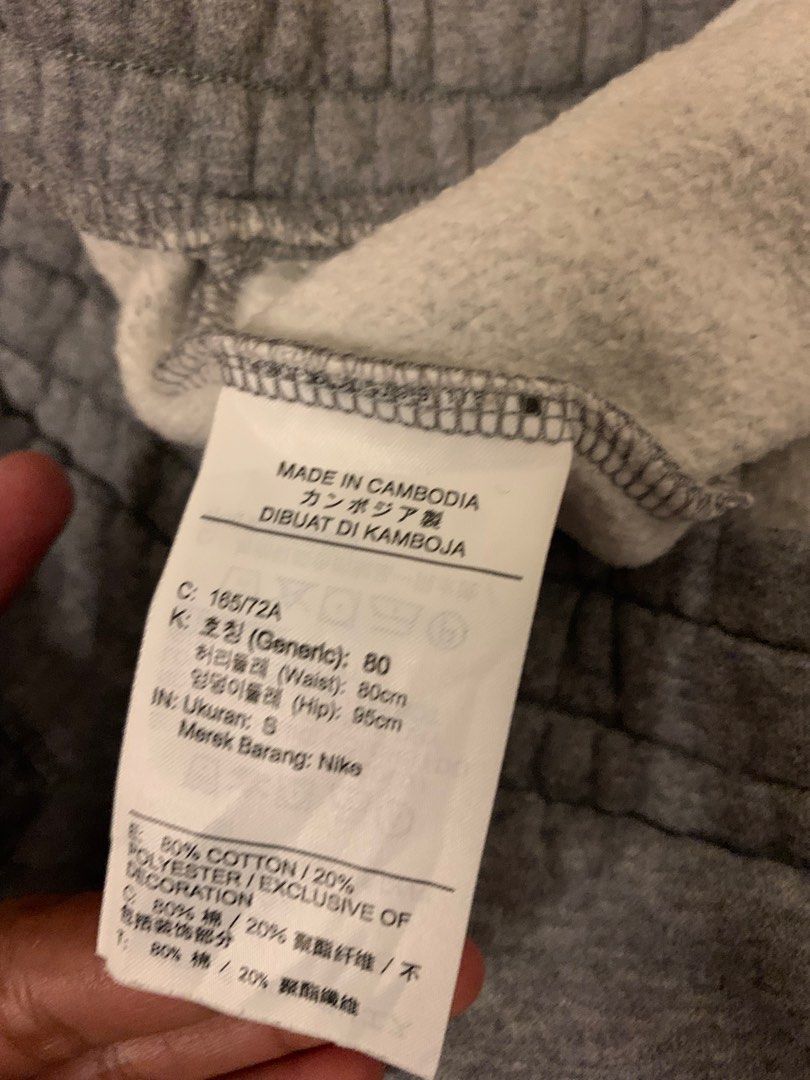 MADE IN CAMBODIA
カンボジア製
DIBUAT DI KAMBOJA
C: 165/72A
K: 호칭 (Generic): 80
허리둘레 (Waist): 80cm
엉덩이둘레 (Hip): 95cm
IN: Ukuran: S
Merek Barang: Nike
E: 80% COTTON / 20%
POLYESTER / EXCLUSIVE OF
DECORATION
C: 80% 棉 / 20% 聚酯纤维 / 不
包括装饰部分
T: 80% 棉 / 20% 聚酯纖維